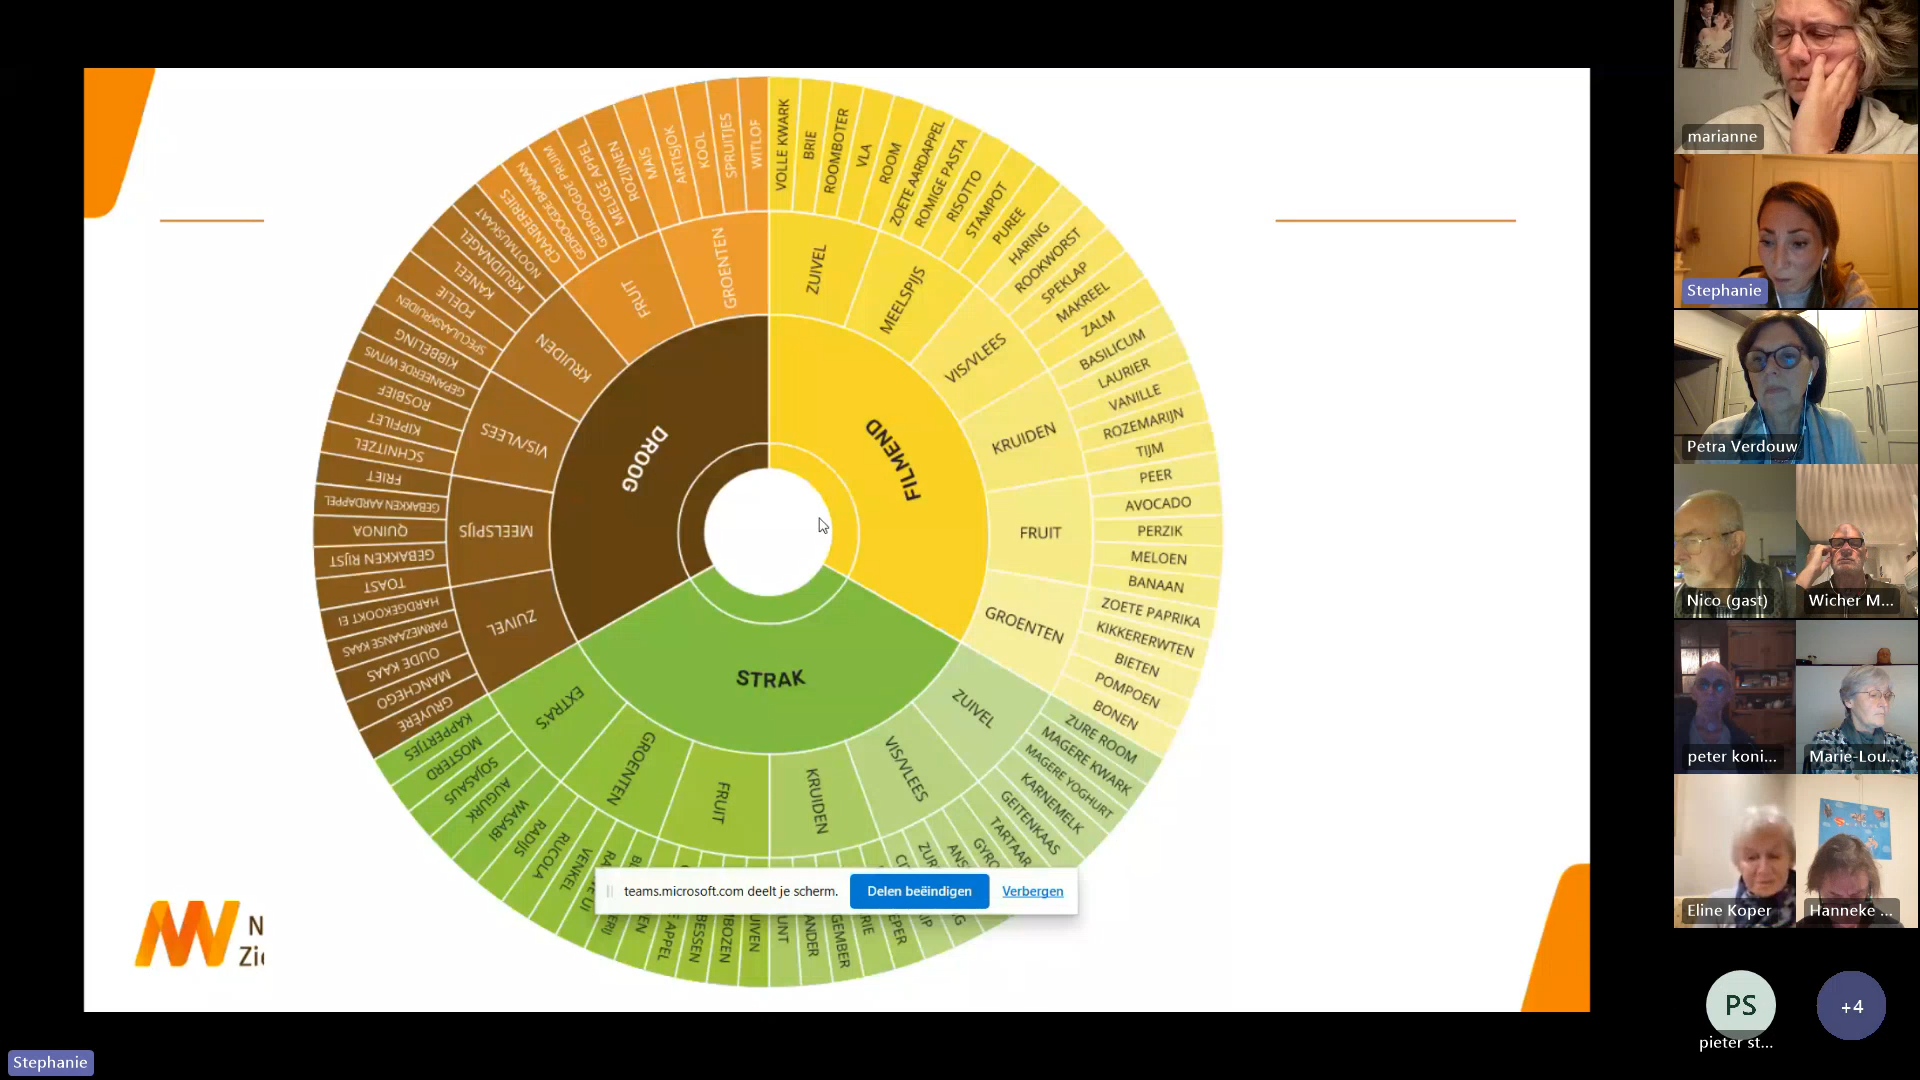 DROOG
FILMEND
STRAK
ZUIVEL
MEELSPIJS
VIS/VLEES
KRUIDEN
FRUIT
GROENTEN
VOLLE KWARK
BRIE
ROOMBOTER
VLA
ROOM
ZOETE AARDAPPEL
ROMIGE PASTA
RISOTTO
STAMPOT
PUREE
HARING
ROOKWORST
SPEKLAP
MAKREEL
ZALM
BASILICUM
LAURIER
VANILLE
ROZEMARIJN
TIJM
PEER
AVOCADO
PERZIK
MELOEN
BANAAN
ZOETE PAPRIKA
KIKKERERWTEN
BIETEN
POMPOEN
BONEN
ZUIVEL
VIS/VLEES
KRUIDEN
FRUIT
GROENTEN
EXTRA'S
ZURE ROOM
MAGERE KWARK
MAGERE YOGHURT
KARNEMELK
GEITENKAAS
TARTAAR
VENKEL
RUCOLA
RADIJS
WASABI
AUGURK
SOJASAUS
MOSTERD
KAPPERTJES
ZUIVEL
MEELSPIJS
VIS/VLEES
KRUIDEN
FRUIT
GROENTEN
GRUYÈRE
MANCHEGO
OUDE KAAS
PARMEZAANSE KAAS
HARDGEKOOKT EI
TOAST
GEBAKKEN RIJST
QUINOA
GEBAKKEN AARDAPPEL
FRIET
SCHNITZEL
KIPFILET
ROSBIEF
GEPANEERDE WITVIS
KIBBELING
SPECULAASKRUIDEN
FOELIE
KANEEL
KRUIDNAGEL
NOOTMUSKAAT
CRANBERRIES
GEDROOGDE BANAAN
GEDROOGDE PRUIM
MELIGE APPEL
ROZIJNEN
MAÏS
ARTISJOK
KOOL
SPRUITJES
WITLOF
teams.microsoft.com deelt je scherm.
Delen beëindigen
Verbergen
N
Zi
marianne
Stephanie
Petra Verdouw
Nico (gast)
Wicher M...
peter koni...
Marie-Lou...
Eline Koper
Hanneke ...
PS
+4
pieter st...
Stephanie